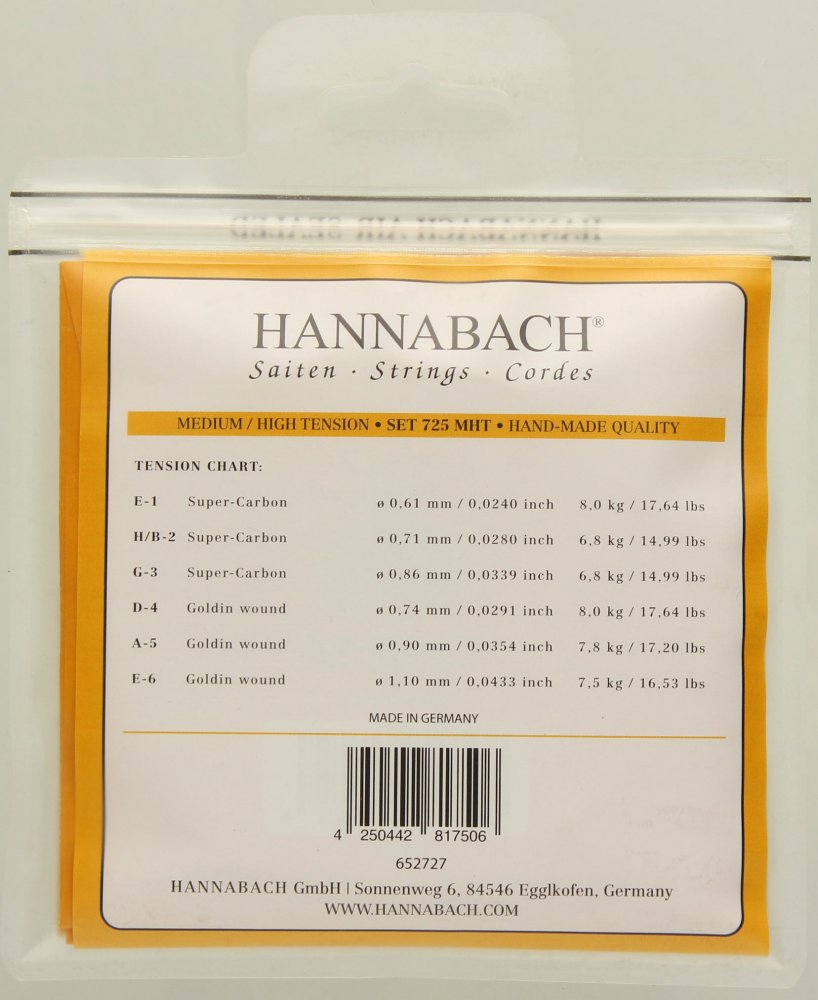 HANNABACH AIR SEALED
HANNABACH®
Saiten · Strings · Cordes
MEDIUM / HIGH TENSION • SET 725 MHT • HAND-MADE QUALITY
TENSION CHART:
E-1 Super-Carbon ø 0,61 mm / 0,0240 inch 8,0 kg / 17,64 lbs
H/B-2 Super-Carbon ø 0,71 mm / 0,0280 inch 6,8 kg / 14,99 lbs
G-3 Super-Carbon ø 0,86 mm / 0,0339 inch 6,8 kg / 14,99 lbs
D-4 Goldin wound ø 0,74 mm / 0,0291 inch 8,0 kg / 17,64 lbs
A-5 Goldin wound ø 0,90 mm / 0,0354 inch 7,8 kg / 17,20 lbs
E-6 Goldin wound ø 1,10 mm / 0,0433 inch 7,5 kg / 16,53 lbs
MADE IN GERMANY
4 250442 817506
652727
HANNABACH GmbH | Sonnenweg 6, 84546 Egglkofen, Germany
WWW.HANNABACH.COM